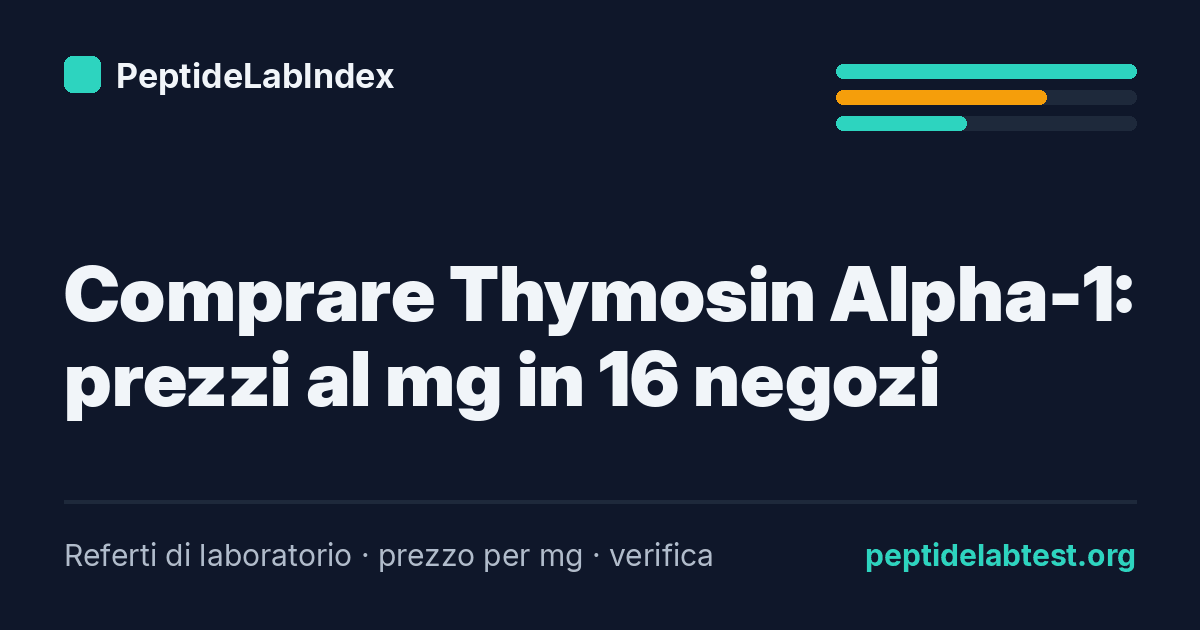 PeptideLabIndex
Comprare Thymosin Alpha-1:
prezzi al mg in 16 negozi
Referti di laboratorio · prezzo per mg · verifica
peptidelabtest.org